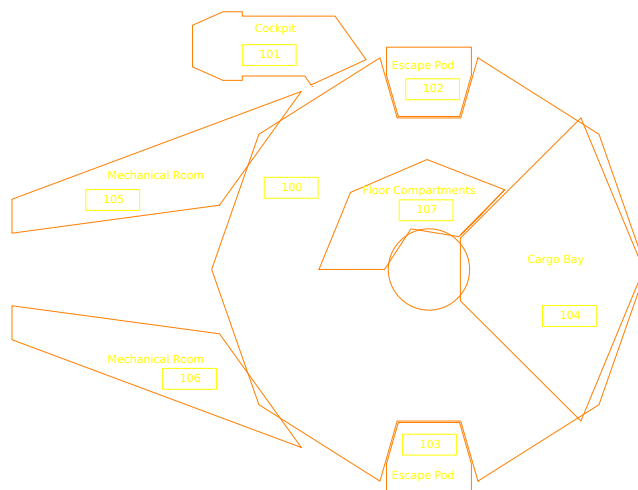 Cockpit
101
Escape Pod
102
Mechanical Room
105
100
Floor Compartments
107
Cargo Bay
104
Mechanical Room
106
103
Escape Pod